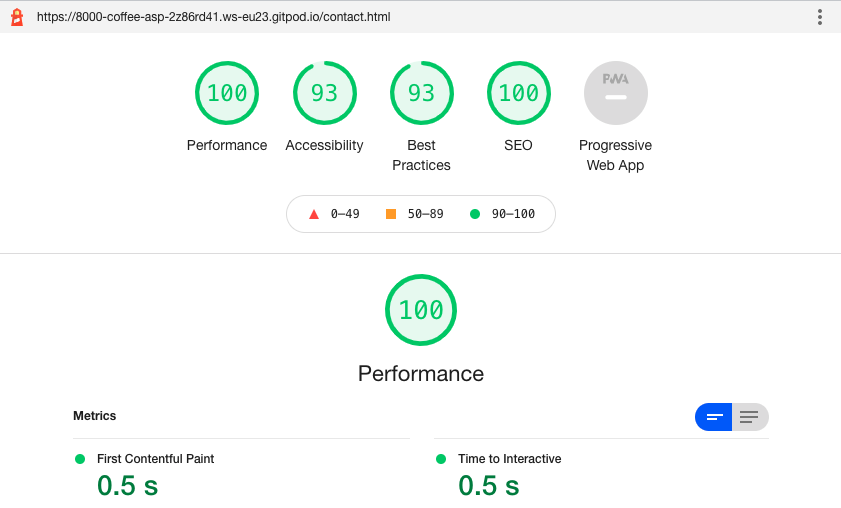 https://8000-coffee-asp-2z86rd41.ws-eu23.gitpod.io/contact.html
100 93 93 100 PWA
Performance Accessibility Best Practices SEO Progressive Web App
0–49 50–89 90–100
100
Performance
Metrics
First Contentful Paint Time to Interactive
0.5 s 0.5 s